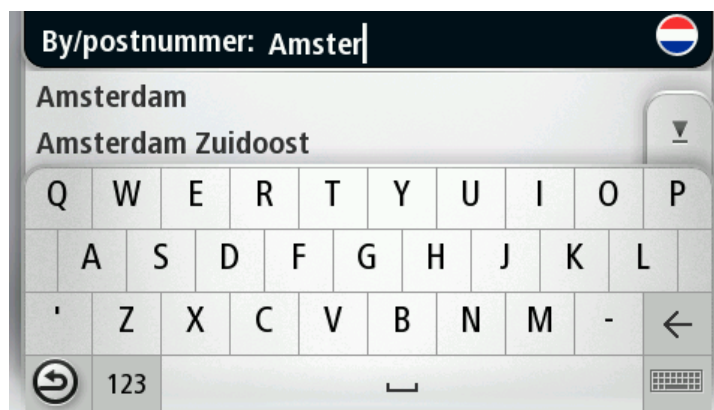 By/postnummer: Amster
Amsterdam
Amsterdam Zuidoost
Q W E R T Y U I O P
A S D F G H J K L
' Z X C V B N M -
123